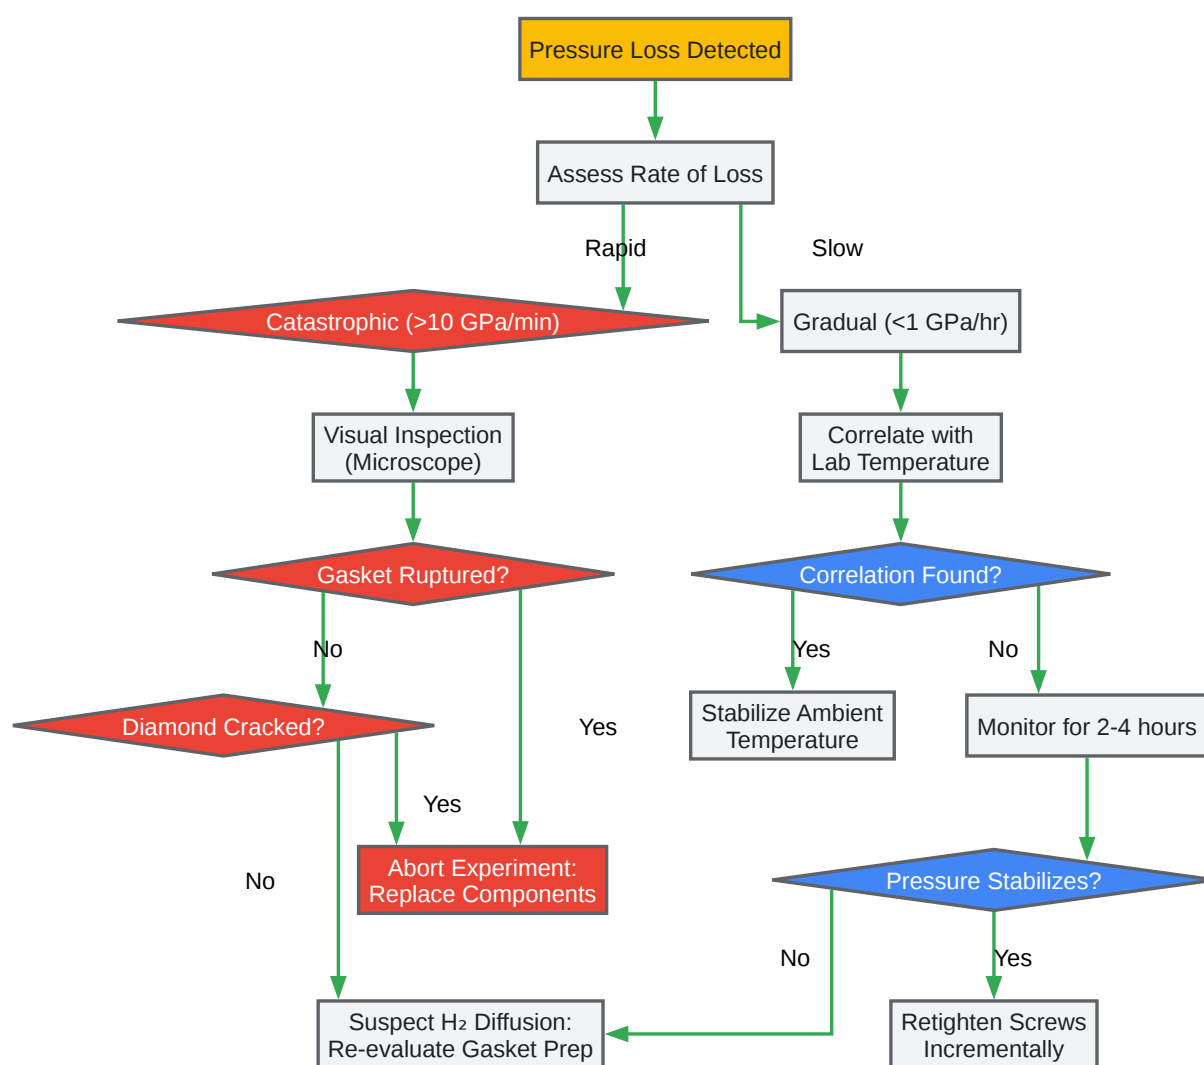 Pressure Loss Detected
Assess Rate of Loss
Rapid
Slow
Catastrophic (>10 GPa/min)
Gradual (<1 GPa/hr)
Visual Inspection
(Microscope)
Correlate with
Lab Temperature
Gasket Ruptured?
Correlation Found?
No
Yes
No
Diamond Cracked?
Yes
Stabilize Ambient
Temperature
Monitor for 2-4 hours
Yes
No
Abort Experiment:
Replace Components
Pressure Stabilizes?
No
Yes
Suspect H₂ Diffusion:
Re-evaluate Gasket Prep
Retighten Screws
Incrementally